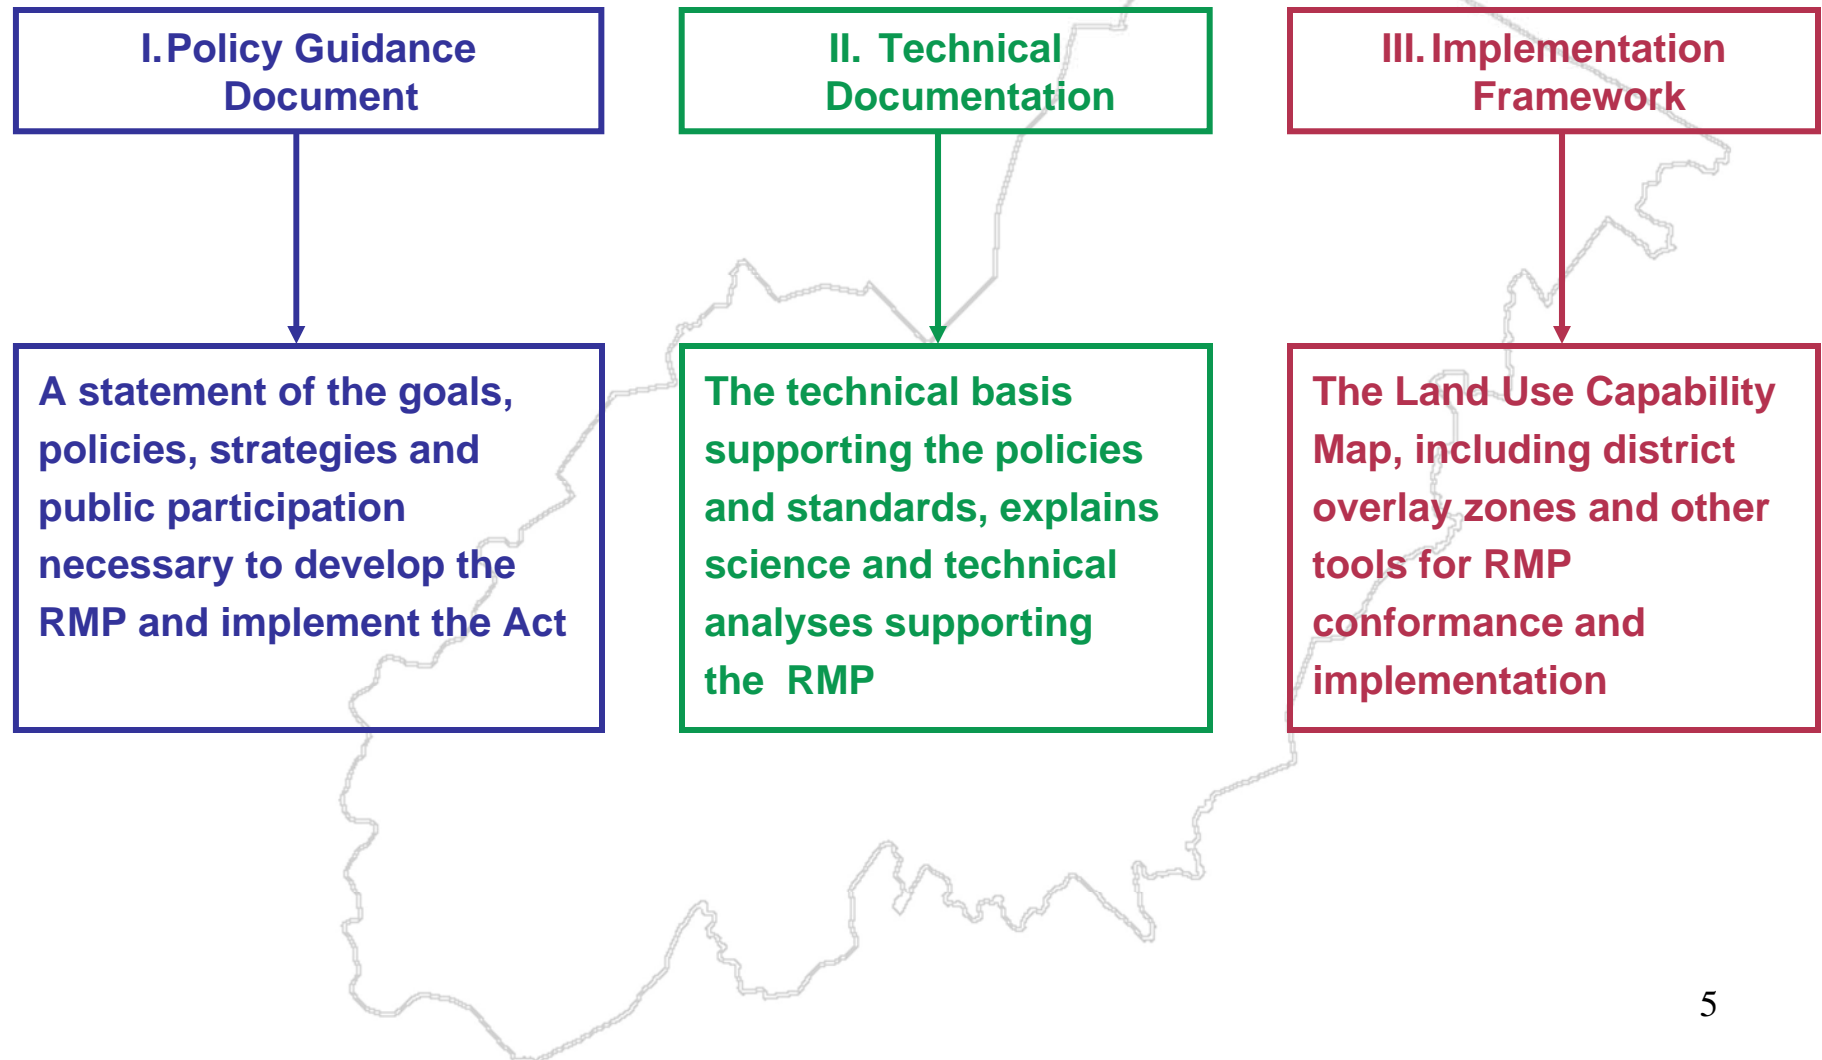 I. Policy Guidance
Document
II. Technical
Documentation
III. Implementation
Framework
A statement of the goals,
policies, strategies and
public participation
necessary to develop the
RMP and implement the Act
The technical basis
supporting the policies
and standards, explains
science and technical
analyses supporting
the RMP
The Land Use Capability
Map, including district
overlay zones and other
tools for RMP
conformance and
implementation
5